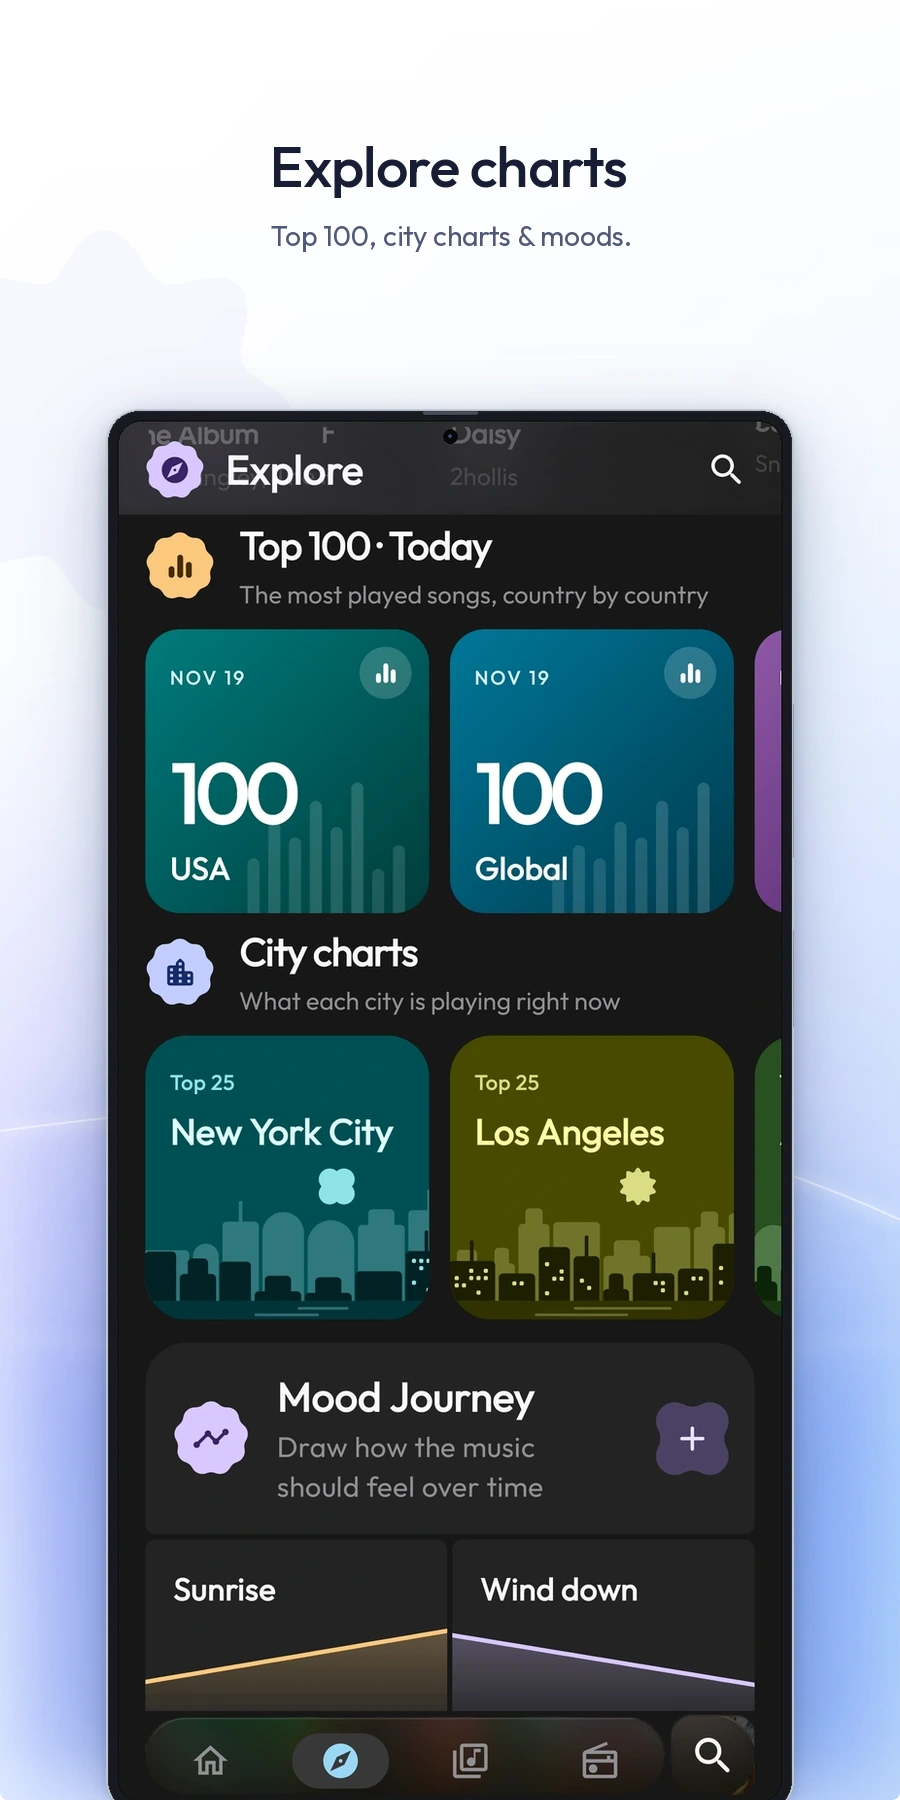 Explore charts
Top 100, city charts & moods.
Album F Daisy
Explore
2hollis
Top 100 · Today
The most played songs, country by country
NOV 19
100
USA
NOV 19
100
Global
City charts
What each city is playing right now
Top 25
New York City
Top 25
Los Angeles
Mood Journey
Draw how the music
should feel over time
Sunrise
Wind down